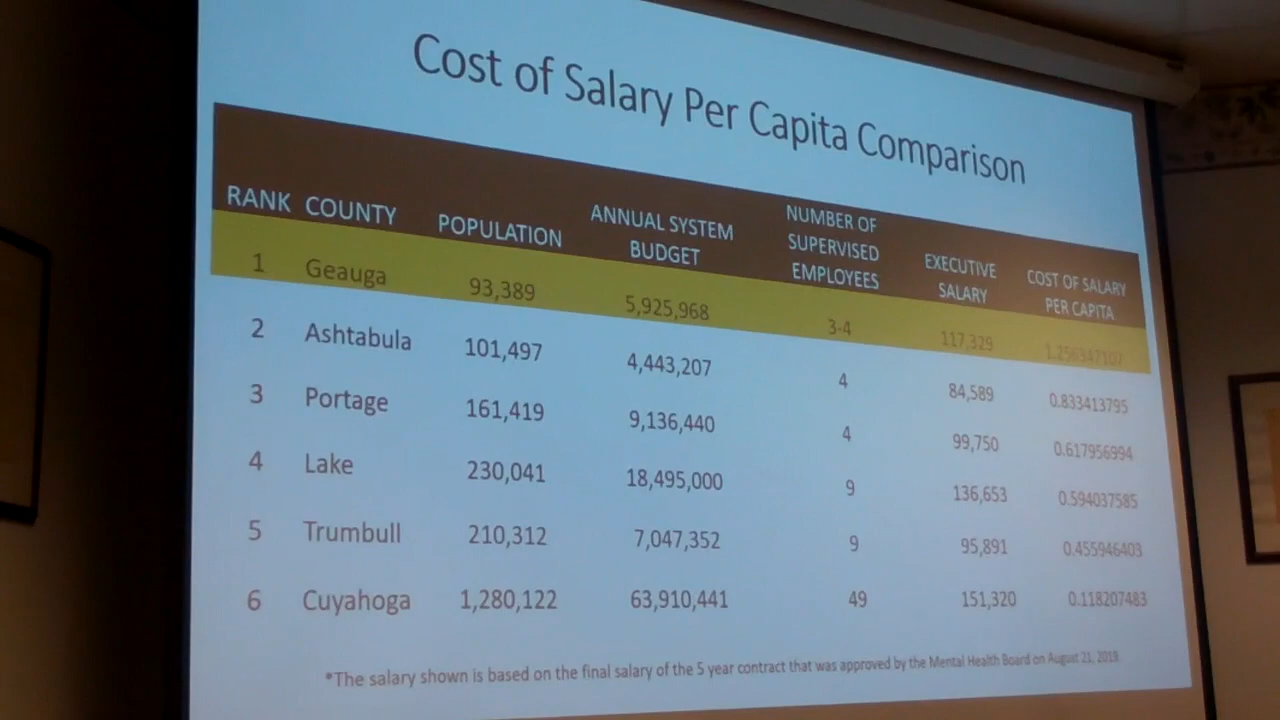 Cost of Salary Per Capita Comparison
RANK COUNTY POPULATION ANNUAL SYSTEM BUDGET NUMBER OF SUPERVISED EMPLOYEES EXECUTIVE SALARY COST OF SALARY PER CAPITA
1 Geauga 93,389 5,925,968 3-4 117,329 1.256347107
2 Ashtabula 101,497 4,443,207 4 84,589 0.833413795
3 Portage 161,419 9,136,440 4 99,750 0.617956994
4 Lake 230,041 18,495,000 9 136,653 0.594037585
5 Trumbull 210,312 7,047,352 9 95,891 0.455946403
6 Cuyahoga 1,280,122 63,910,441 49 151,320 0.118207483
*The salary shown is based on the final salary of the 5 year contract that was approved by the Mental Health Board on August 21, 2019